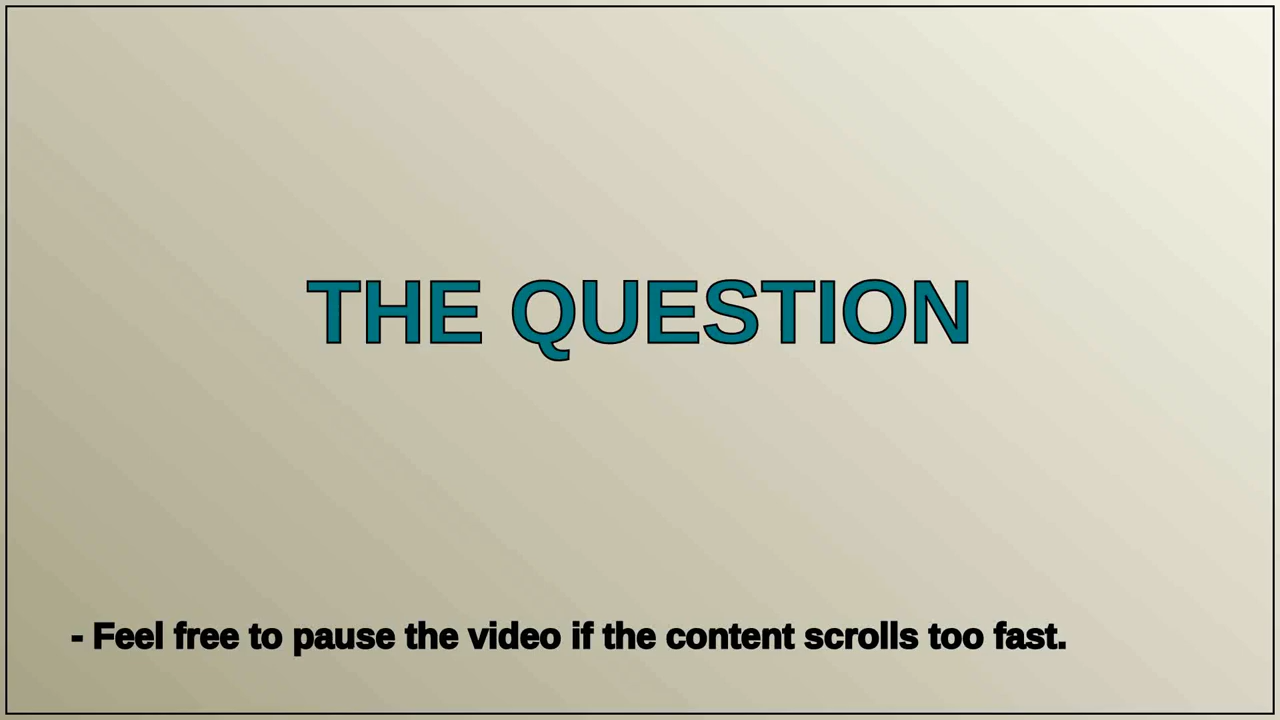 THE QUESTION
- Feel free to pause the video if the content scrolls too fast.